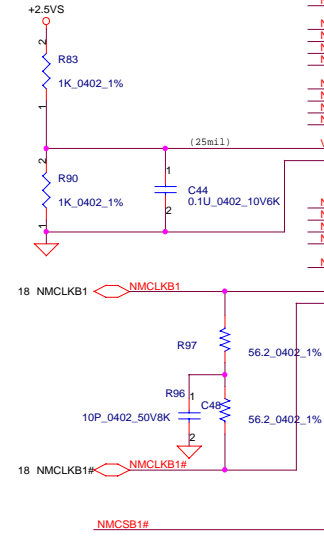 +2.5VS
2
R83
1K_0402_1%
1
(25mil)
2
R90
1K_0402_1%
1
1
C44
0.1U_0402_10V6K
2
18 NMCLKB1
NMCLKB1
R97
56.2_0402_1%
R96
1
C48
10P_0402_50V8K
56.2_0402_1%
2
18 NMCLKB1#
NMCLKB1#
NMCSB1#